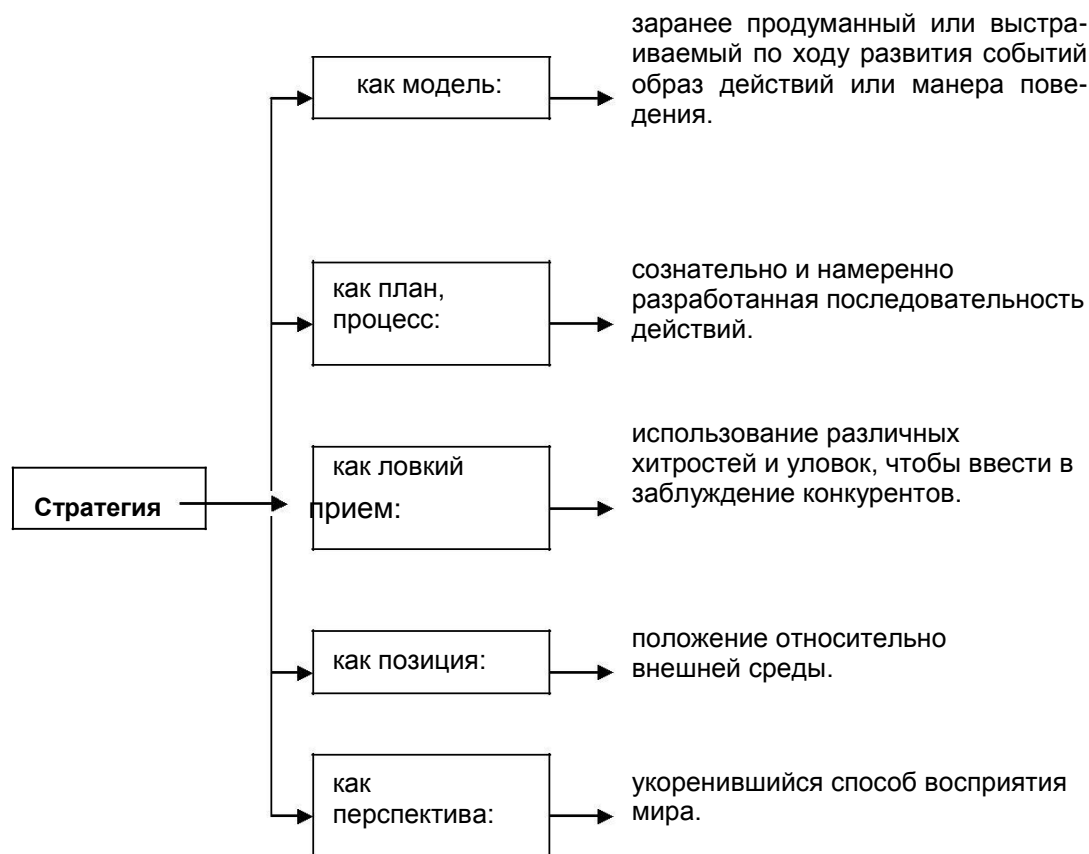 заранее продуманный или выстра-
иваемый по ходу развития событий
как модель:
образ действий или манера пове-
дения.
как план,
процесс:
сознательно и намеренно
разработанная последовательность
действий.
Стратегия
как ловкий
прием:
использование различных
хитростей и уловок, чтобы ввести в
заблуждение конкурентов.
как позиция:
положение относительно
внешней среды.
как
перспектива:
укоренившийся способ восприятия
мира.